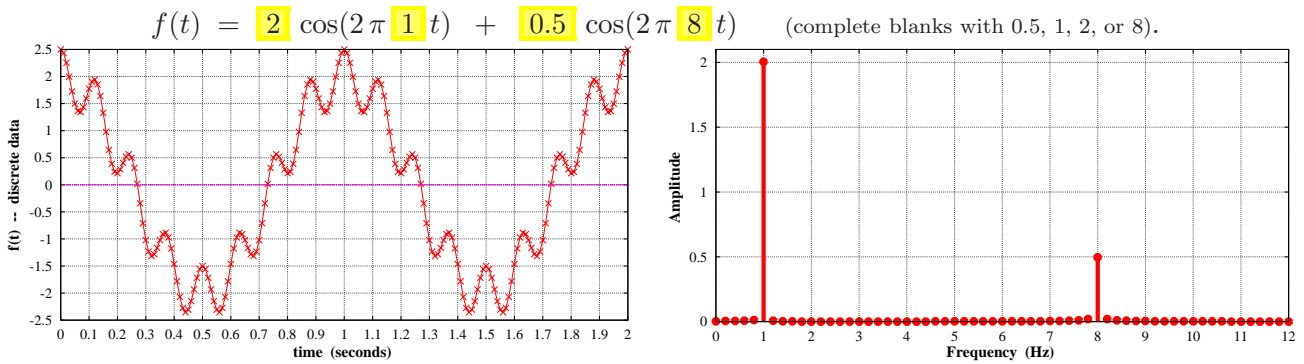 f(t) = 2 cos(2 π 1 t) + 0.5 cos(2 π 8 t) (complete blanks with 0.5, 1, 2, or 8).
2.5
2
1.5
1
0.5
0
-0.5
-1
-1.5
-2
-2.5
f(t) -- discrete data
0 0.1 0.2 0.3 0.4 0.5 0.6 0.7 0.8 0.9 1 1.1 1.2 1.3 1.4 1.5 1.6 1.7 1.8 1.9 2
time (seconds)
2
1.5
1
0.5
0
Amplitude
0 1 2 3 4 5 6 7 8 9 10 11 12
Frequency (Hz)